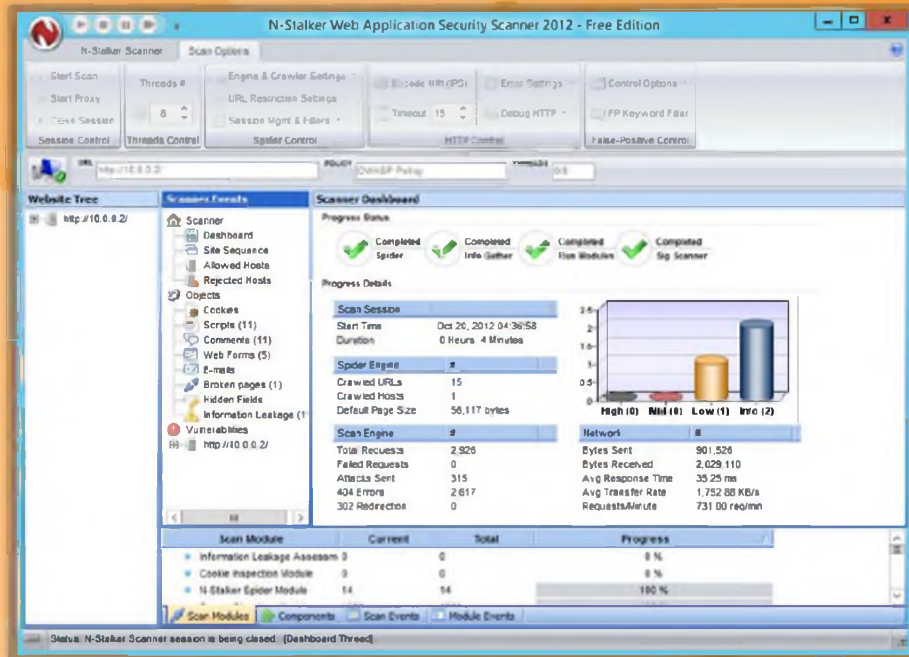 N-Stalker Web Application Security Scanner 2012 - Free Edition
N-Stalker Scanner Scan Options
Start Scan
Start Proxy
Close Session
Session Control
Threads #
8
Threads Control
Engine & Crawler Settings
URL Restriction Settings
Session Mgmt & Filters
Spider Control
Encode URI (IPS)
Timeout 15
Error Settings
Debug HTTP
HTTP Control
Control Options
FP Keyword Filter
False-Positive Control
URL
http://10.0.0.2/
POLICY
OWASP Policy
Website Tree
http://10.0.0.2/
Scanner Events
Scanner
Dashboard
Site Sequence
Allowed Hosts
Rejected Hosts
Objects
Cookies
Scripts (11)
Comments (11)
Web Forms (5)
E-mails
Broken pages (1)
Hidden Fields
Information Leakage (1
Vulnerabilities
http://10.0.0.2/
Scanner Dashboard
Progress Status
Completed Spider
Completed Info Gather
Completed Run Modules
Completed Sig Scanner
Progress Details
Scan Session
Start Time Oct 20, 2012 04:36:58
Duration 0 Hours 4 Minutes
Spider Engine #
Crawled URLs 15
Crawled Hosts 1
Default Page Size 56,117 bytes
Scan Engine #
Total Requests 2,926
Failed Requests 0
Attacks Sent 315
404 Errors 2,617
302 Redirection 0
2.5
2
1.5
1
0.5
0
High (0) Mid (0) Low (1) Info (2)
Network #
Bytes Sent 901,526
Bytes Received 2,029,110
Avg Response Time 35.25 ms
Avg Transfer Rate 1,752.88 KB/s
Requests/Minute 731.00 req/min
Scan Module Current Total Progress
Information Leakage Assessm 0 0 0 %
Cookie Inspection Module 0 0 0 %
N-Stalker Spider Module 14 14 100 %
Scan Modules Components Scan Events Module Events
Status: N-Stalker Scanner session is being closed. [Dashboard Thread]